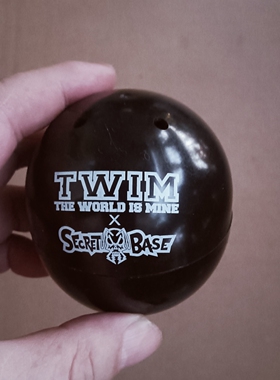 TWIM
THE WORLD IS MINE
×
SECRET BASE